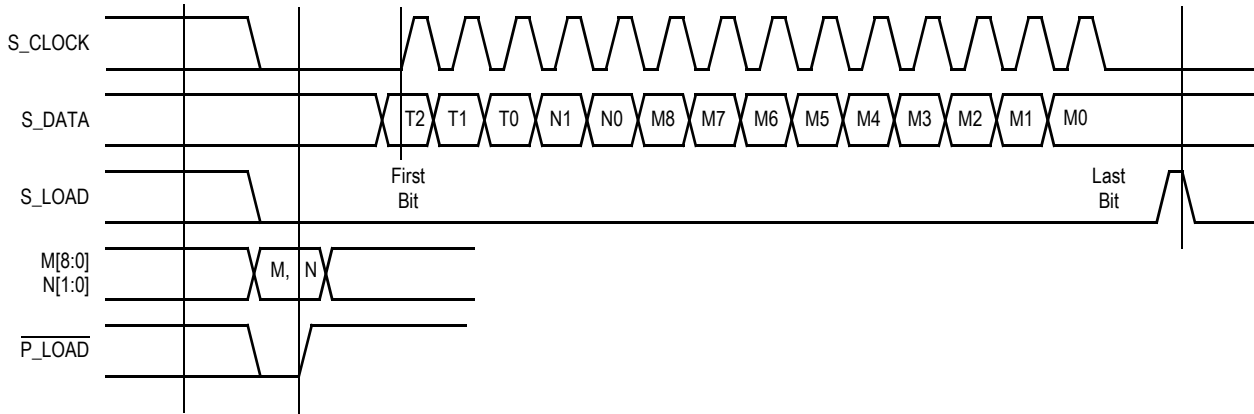 S_CLOCK
S_DATA
T2 T1 T0 N1 N0 M8 M7 M6 M5 M4 M3 M2 M1 M0
First
Bit
Last
Bit
S_LOAD
M[8:0]
N[1:0]
M, N
P_LOAD